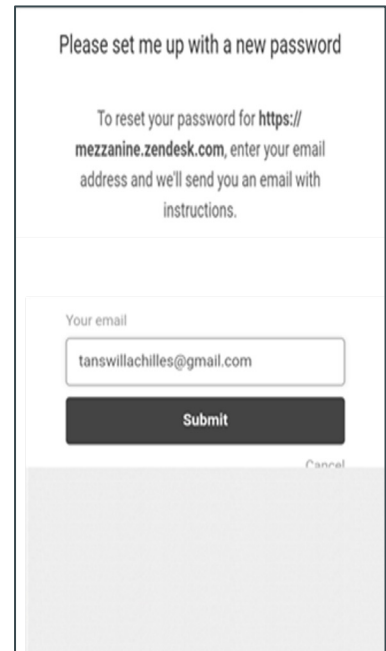 Please set me up with a new password
To reset your password for https://
mezzanine.zendesk.com, enter your email
address and we'll send you an email with
instructions.
Your email
tanswillachilles@gmail.com
Submit
Cancel